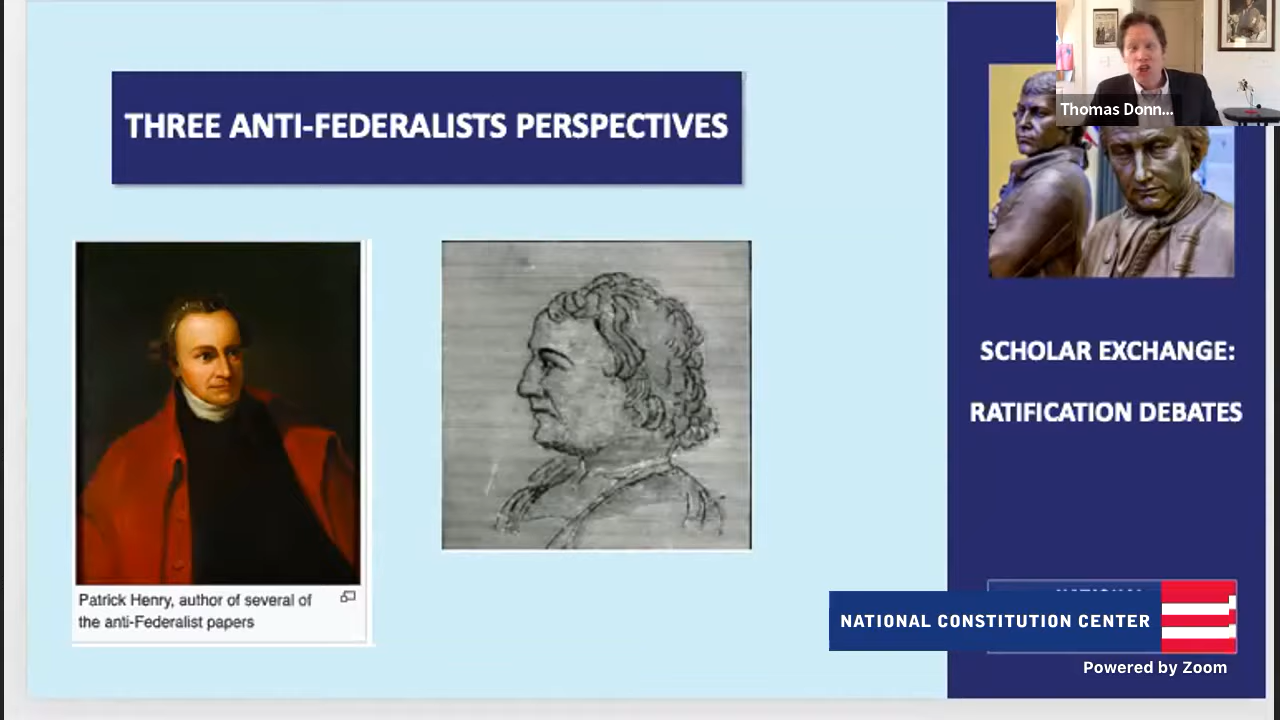 THREE ANTI-FEDERALISTS PERSPECTIVES
Patrick Henry, author of several of
the anti-Federalist papers
Thomas Donn...
SCHOLAR EXCHANGE:
RATIFICATION DEBATES
NATIONAL
NATIONAL CONSTITUTION CENTER
Powered by Zoom